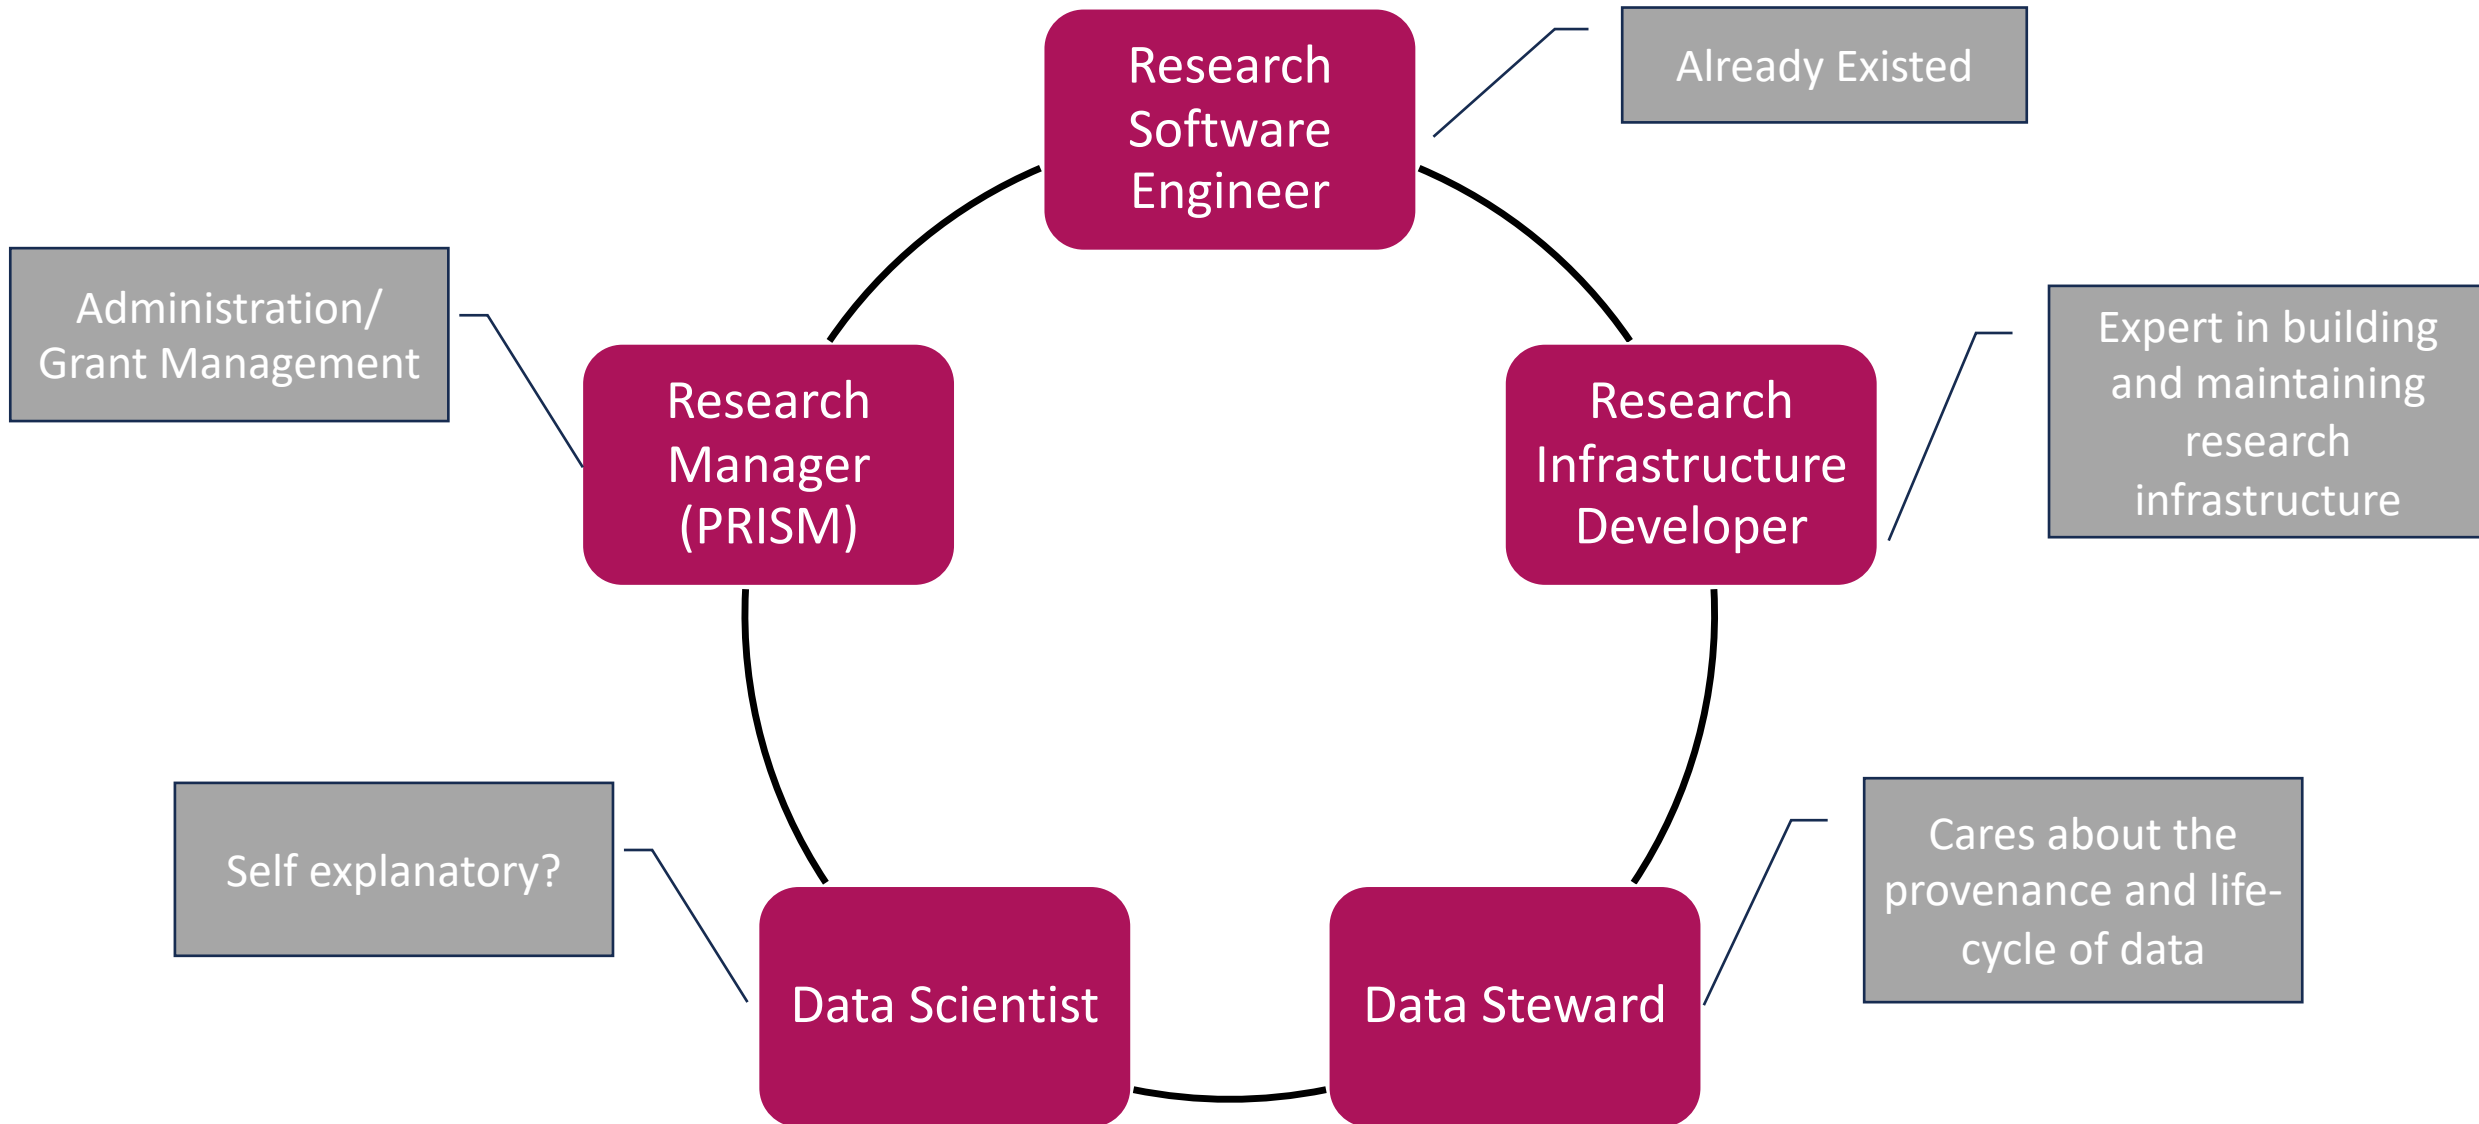 Research
Software
Engineer
Already Existed
Administration/
Grant Management
Research
Manager
(PRISM)
Research
Infrastructure
Developer
Expert in building
and maintaining
research
infrastructure
Self explanatory?
Data Scientist
Data Steward
Cares about the
provenance and life-
cycle of data